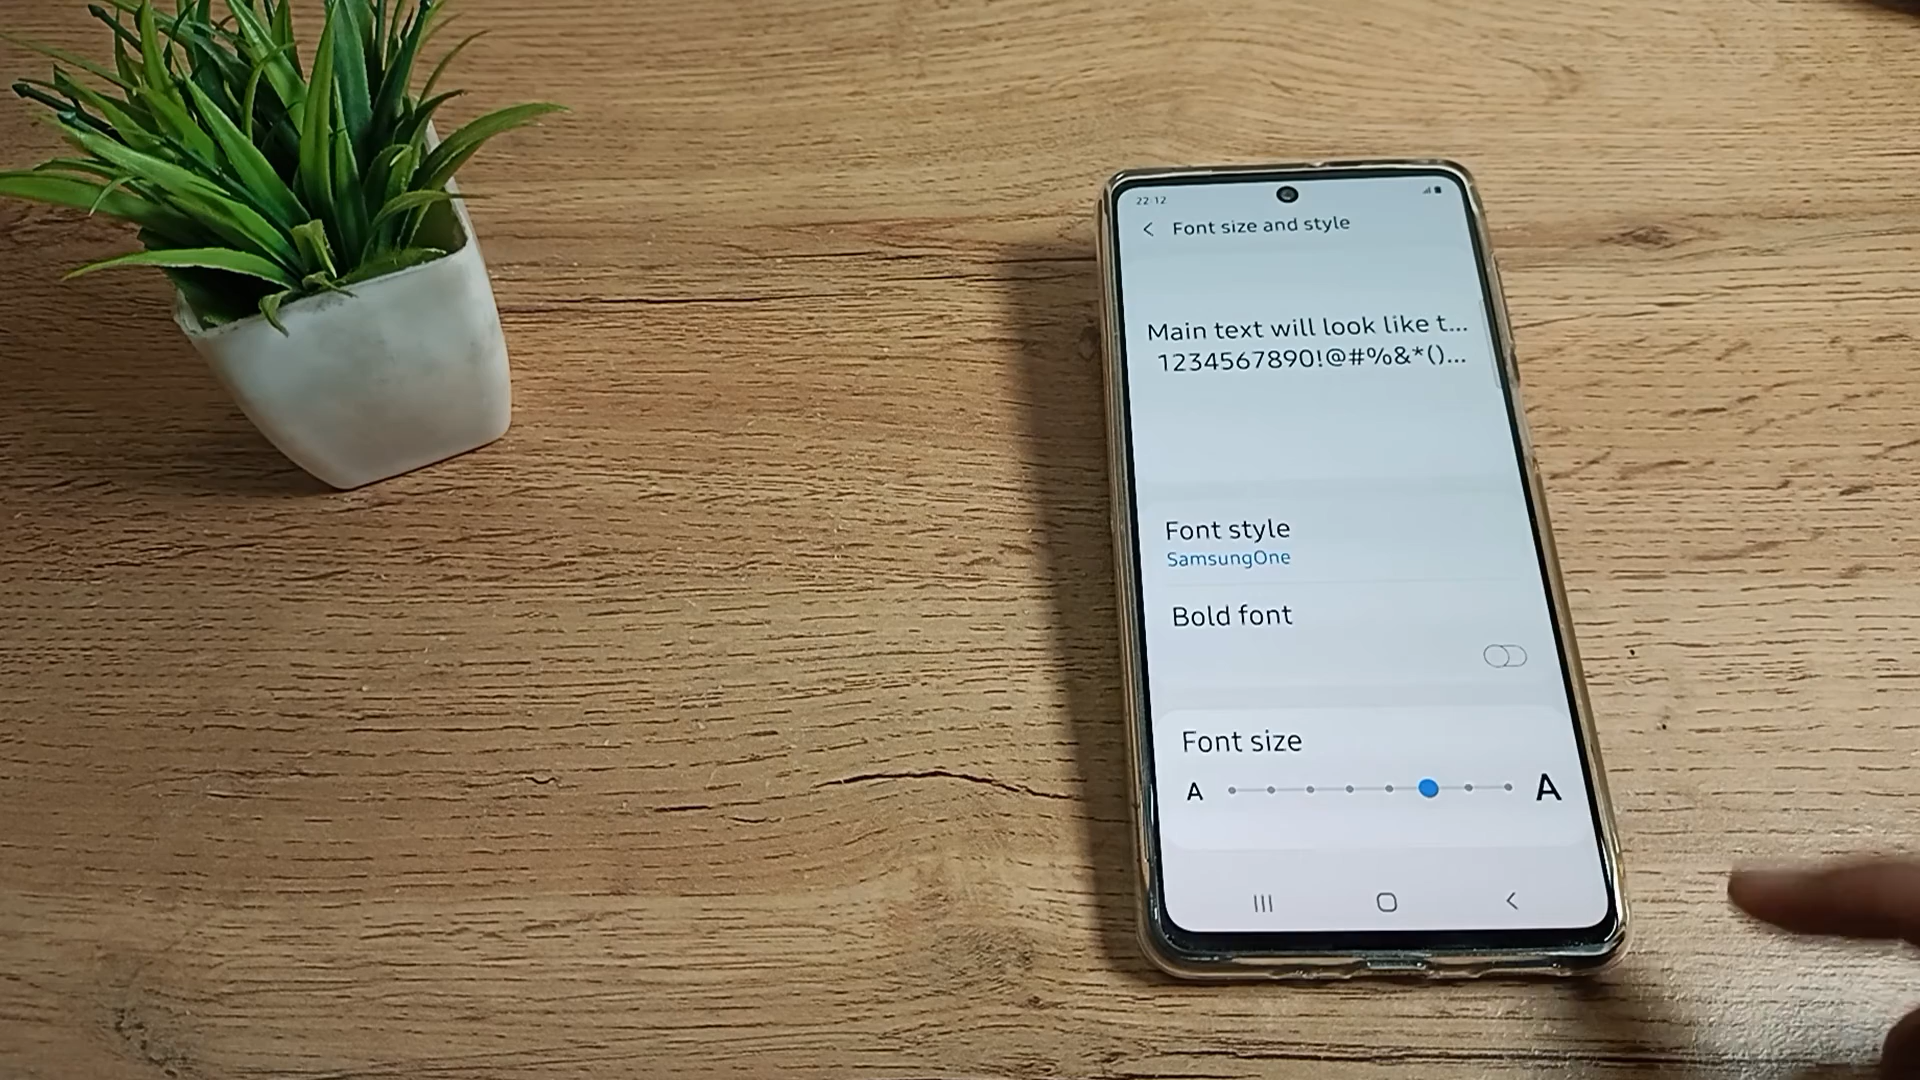 22:12
Font size and style
Main text will look like t...
1234567890!@#%&*()...
Font style
SamsungOne
Bold font
Font size
A A